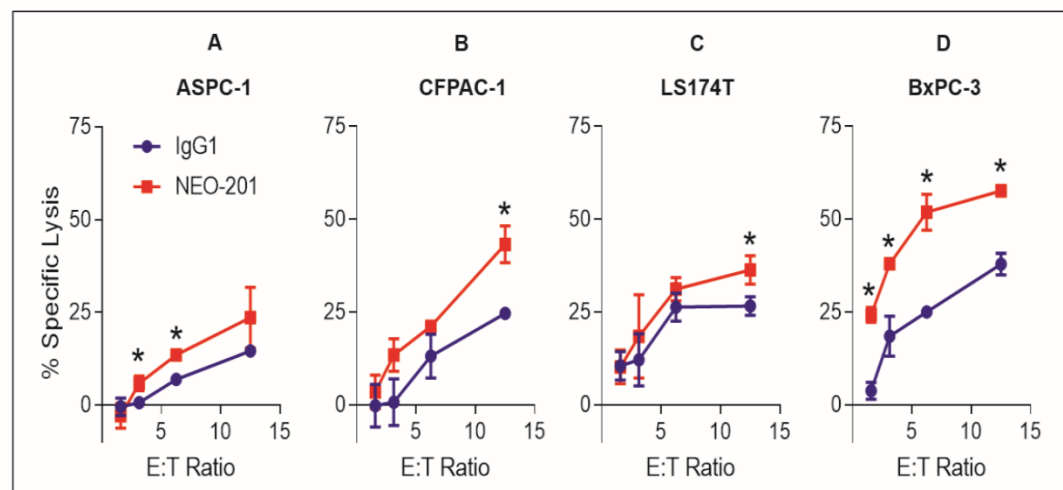 A B C D
ASPC-1 CFPAC-1 LS174T BxPC-3
% Specific Lysis
75 75 75 75
IgG1
NEO-201
50 50 50 50
25 25 25 25
0 0 0 0
* * * * * * * *
5 10 15 5 10 15 5 10 15 5 10 15
E:T Ratio E:T Ratio E:T Ratio E:T Ratio